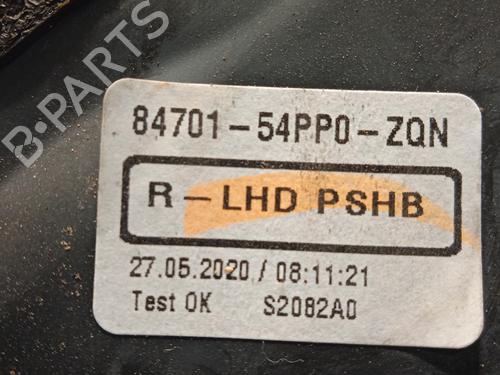 B-PARTS
84701-54PP0-ZQN
R-LHD PSHB
27.05.2020 / 08:11:21
Test OK S2082A0